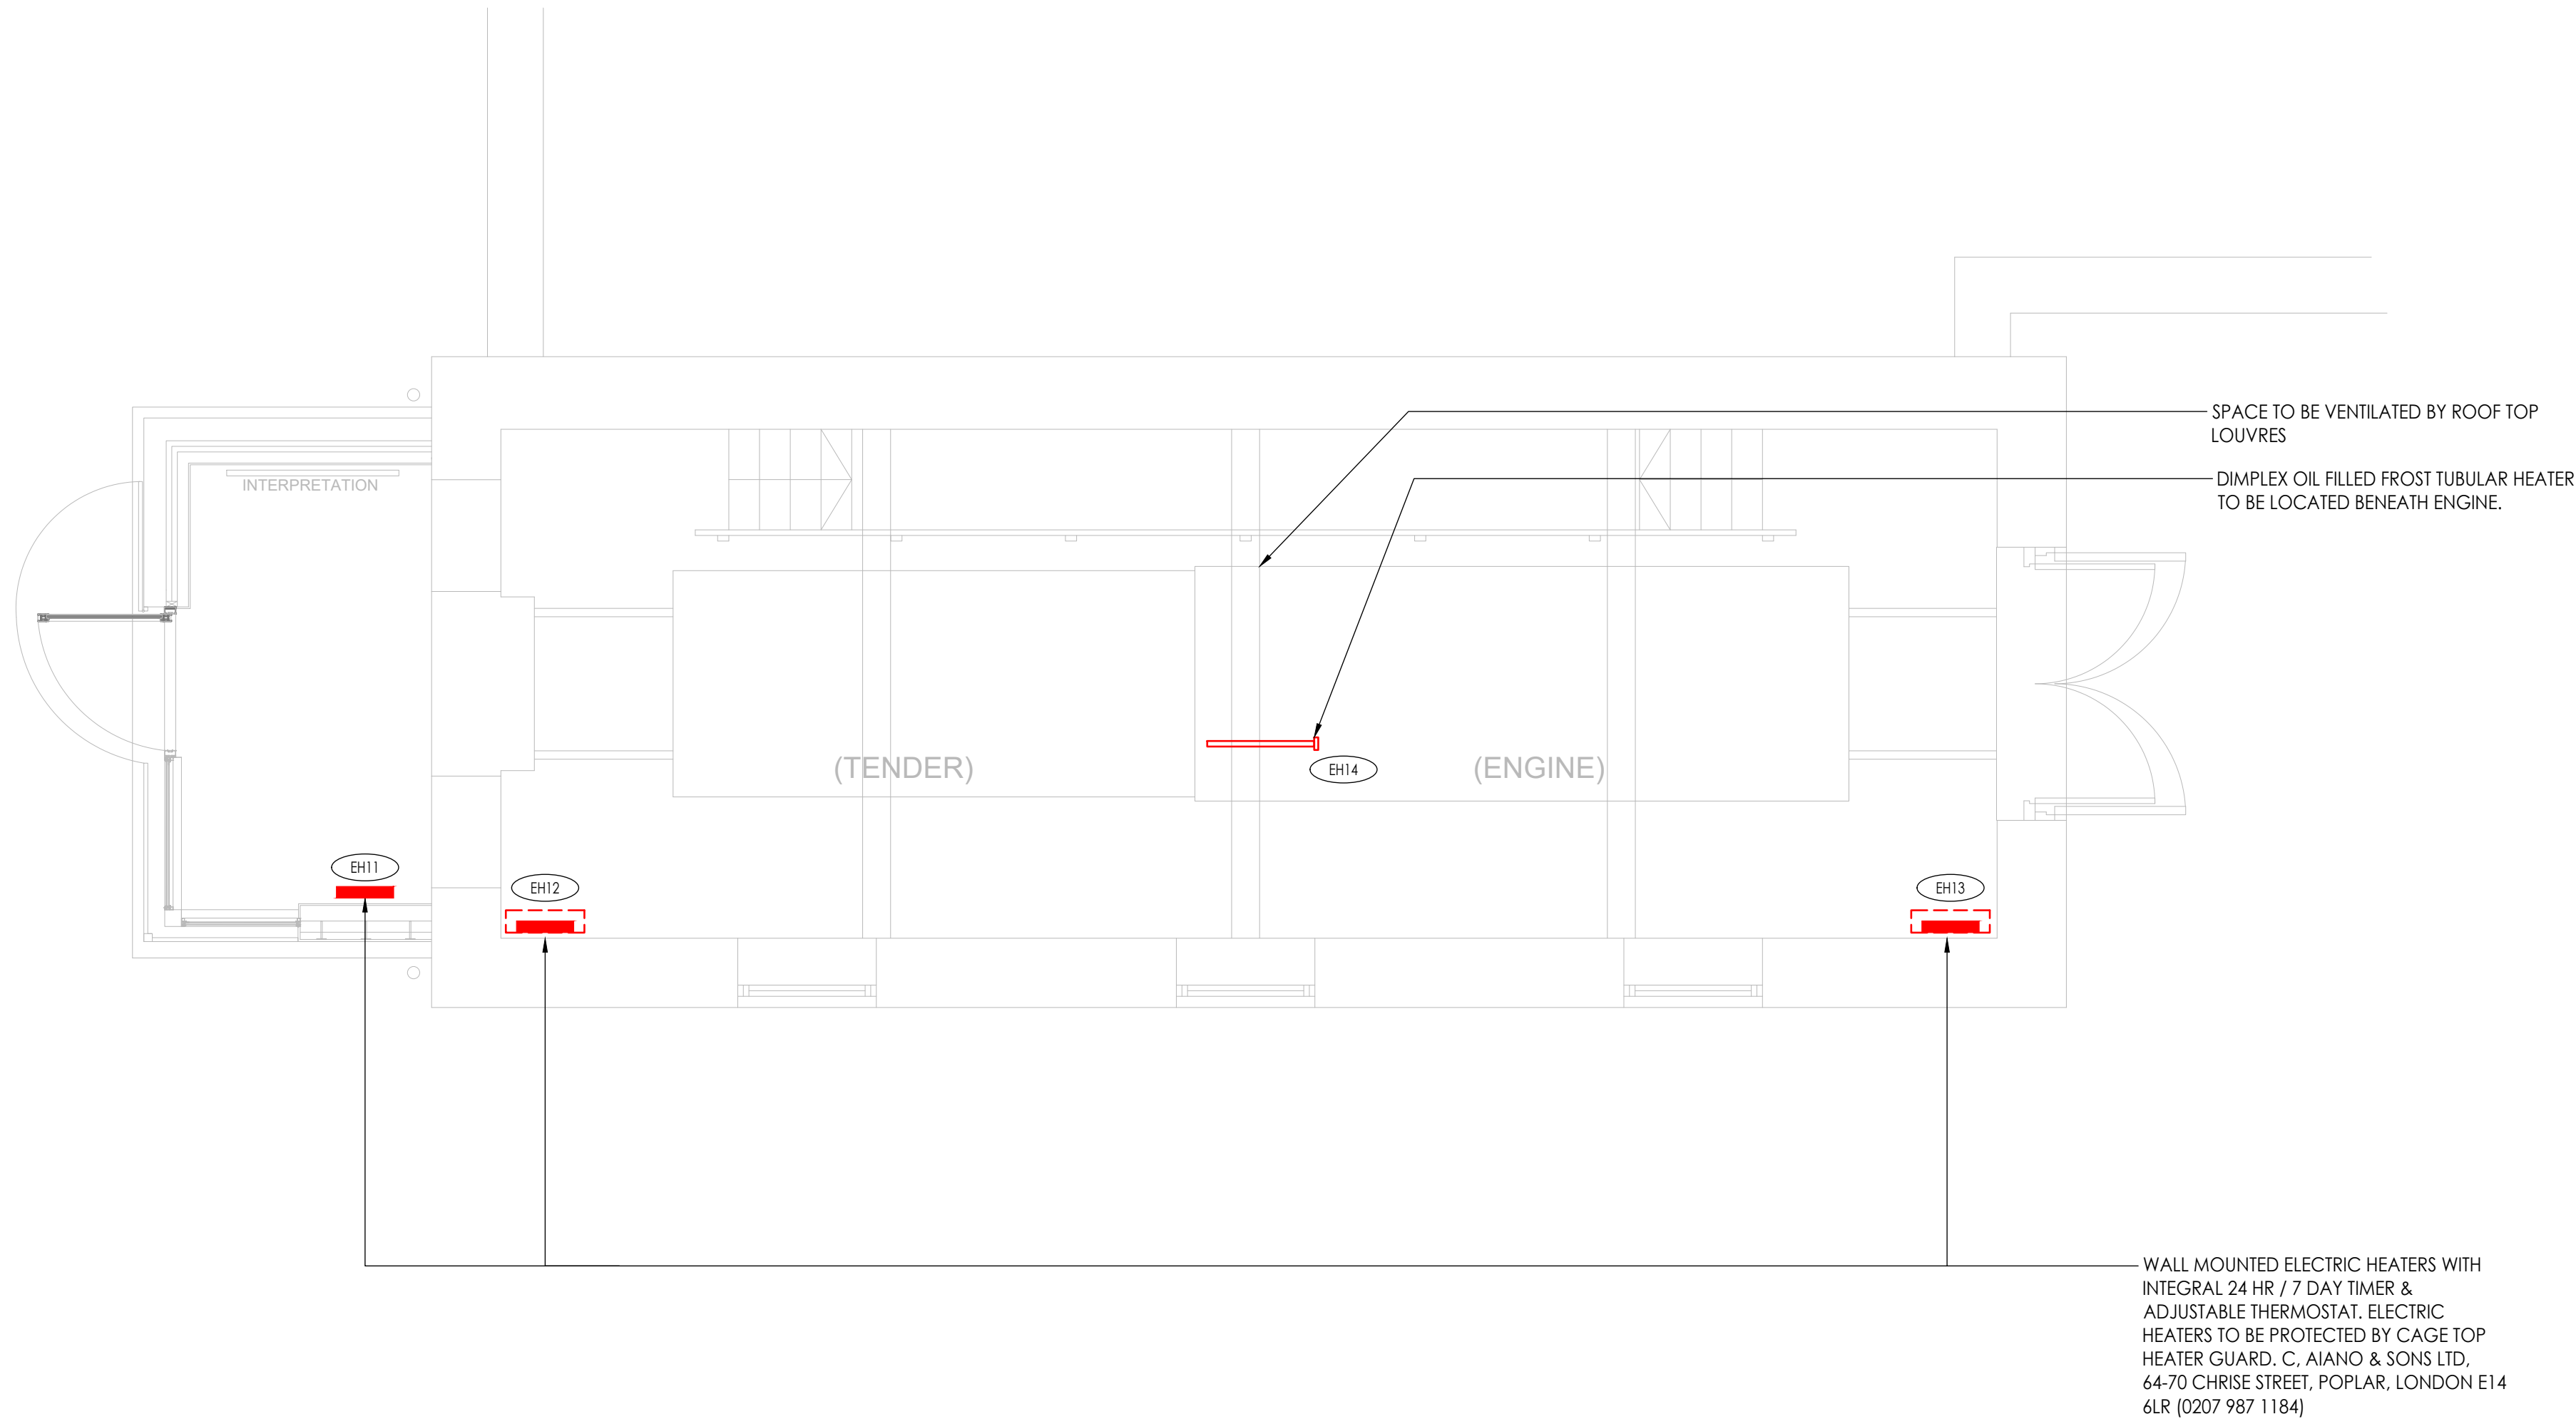 SPACE TO BE VENTILATED BY ROOF TOP
LOUVRES
DIMPLEX OIL FILLED FROST TUBULAR HEATER
TO BE LOCATED BENEATH ENGINE.
INTERPRETATION
(TENDER)
(ENGINE)
EH14
EH11
EH12
EH13
WALL MOUNTED ELECTRIC HEATERS WITH
INTEGRAL 24 HR / 7 DAY TIMER &
ADJUSTABLE THERMOSTAT. ELECTRIC
HEATERS TO BE PROTECTED BY CAGE TOP
HEATER GUARD. C, AIANO & SONS LTD,
64-70 CHRISE STREET, POPLAR, LONDON E14
6LR (0207 987 1184)